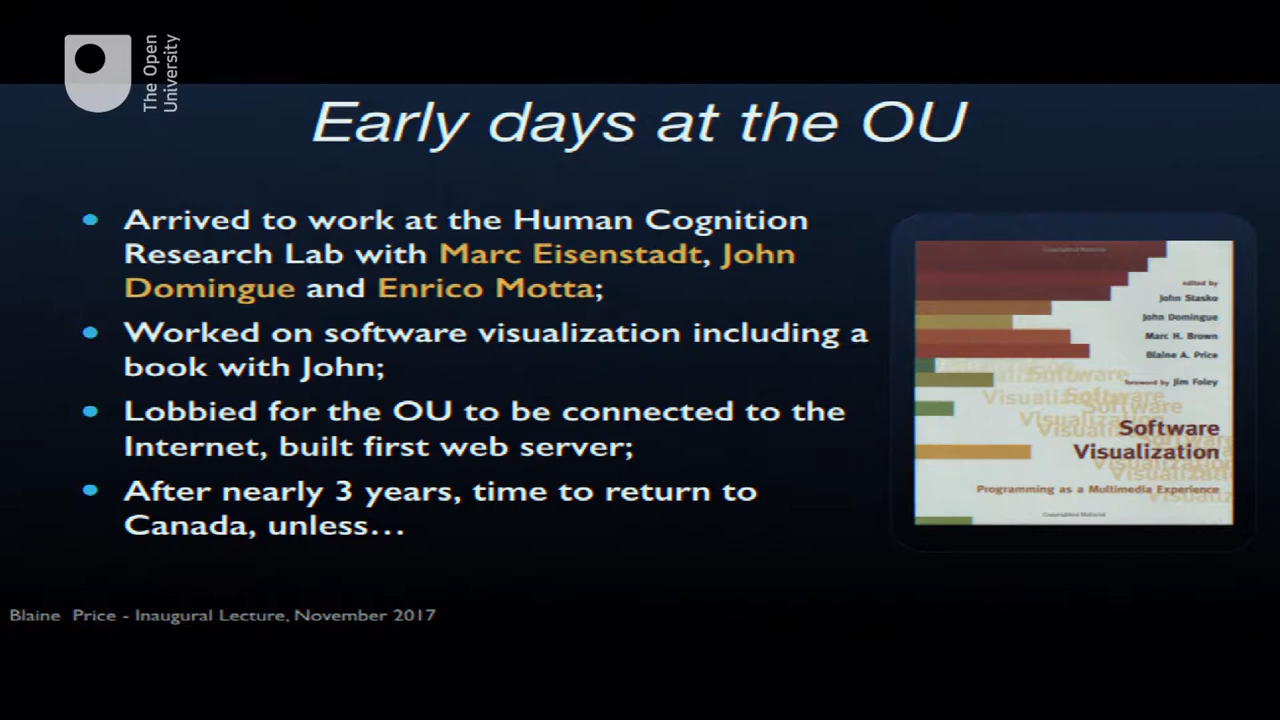 The Open
University
Early days at the OU
Arrived to work at the Human Cognition
Research Lab with Marc Eisenstadt, John
Domingue and Enrico Motta;
Worked on software visualization including a
book with John;
Lobbied for the OU to be connected to the
Internet, built first web server;
After nearly 3 years, time to return to
Canada, unless…
Copyrighted Material
edited by
John Stasko
John Domingue
Marc H. Brown
Blaine A. Price
foreword by Jim Foley
Software
Visualization
Programming as a Multimedia Experience
Copyrighted Material
Blaine Price - Inaugural Lecture, November 2017